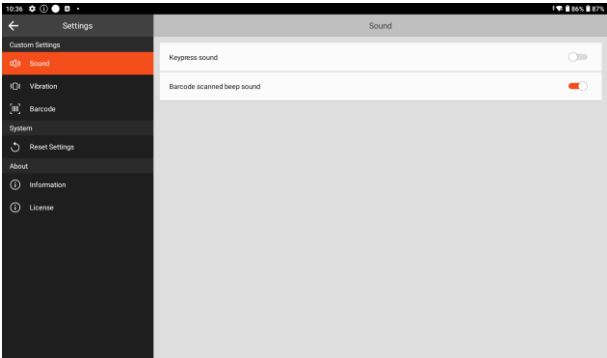 10:36
86% 87%
Settings
Sound
Custom Settings
Sound
Vibration
Barcode
System
Reset Settings
About
Information
License
Keypress sound
Barcode scanned beep sound